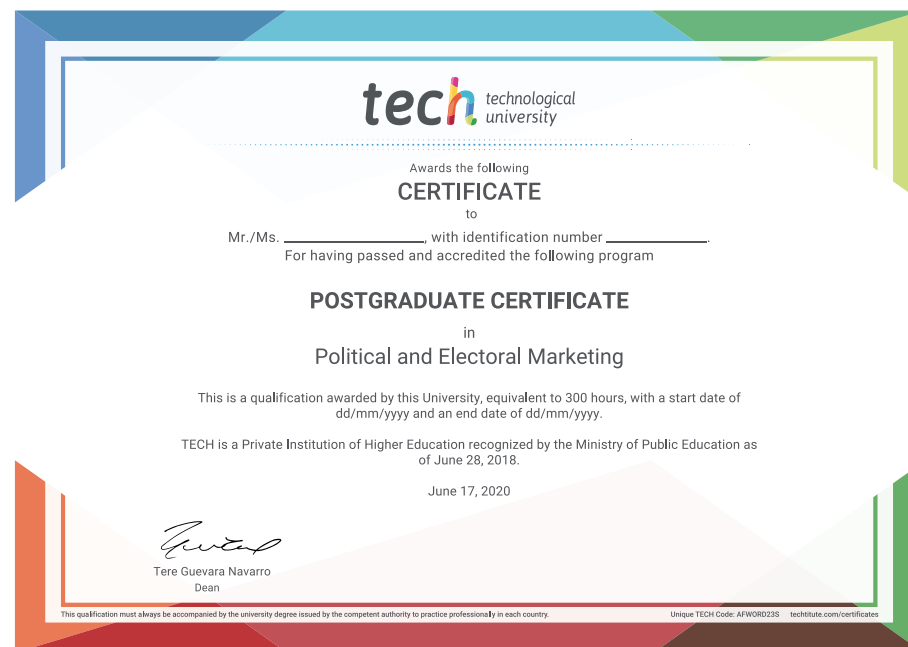 tech technological
university
Awards the following
CERTIFICATE
to
Mr./Ms. ____________, with identification number ____________.
For having passed and accredited the following program
POSTGRADUATE CERTIFICATE
in
Political and Electoral Marketing
This is a qualification awarded by this University, equivalent to 300 hours, with a start date of
dd/mm/yyyy and an end date of dd/mm/yyyy.
TECH is a Private Institution of Higher Education recognized by the Ministry of Public Education as
of June 28, 2018.
June 17, 2020
Tere Guevara Navarro
Dean
This qualification must always be accompanied by the university degree issued by the competent authority to practice professionally in each country. Unique TECH Code: AFWORD23S techtitute.com/certificates